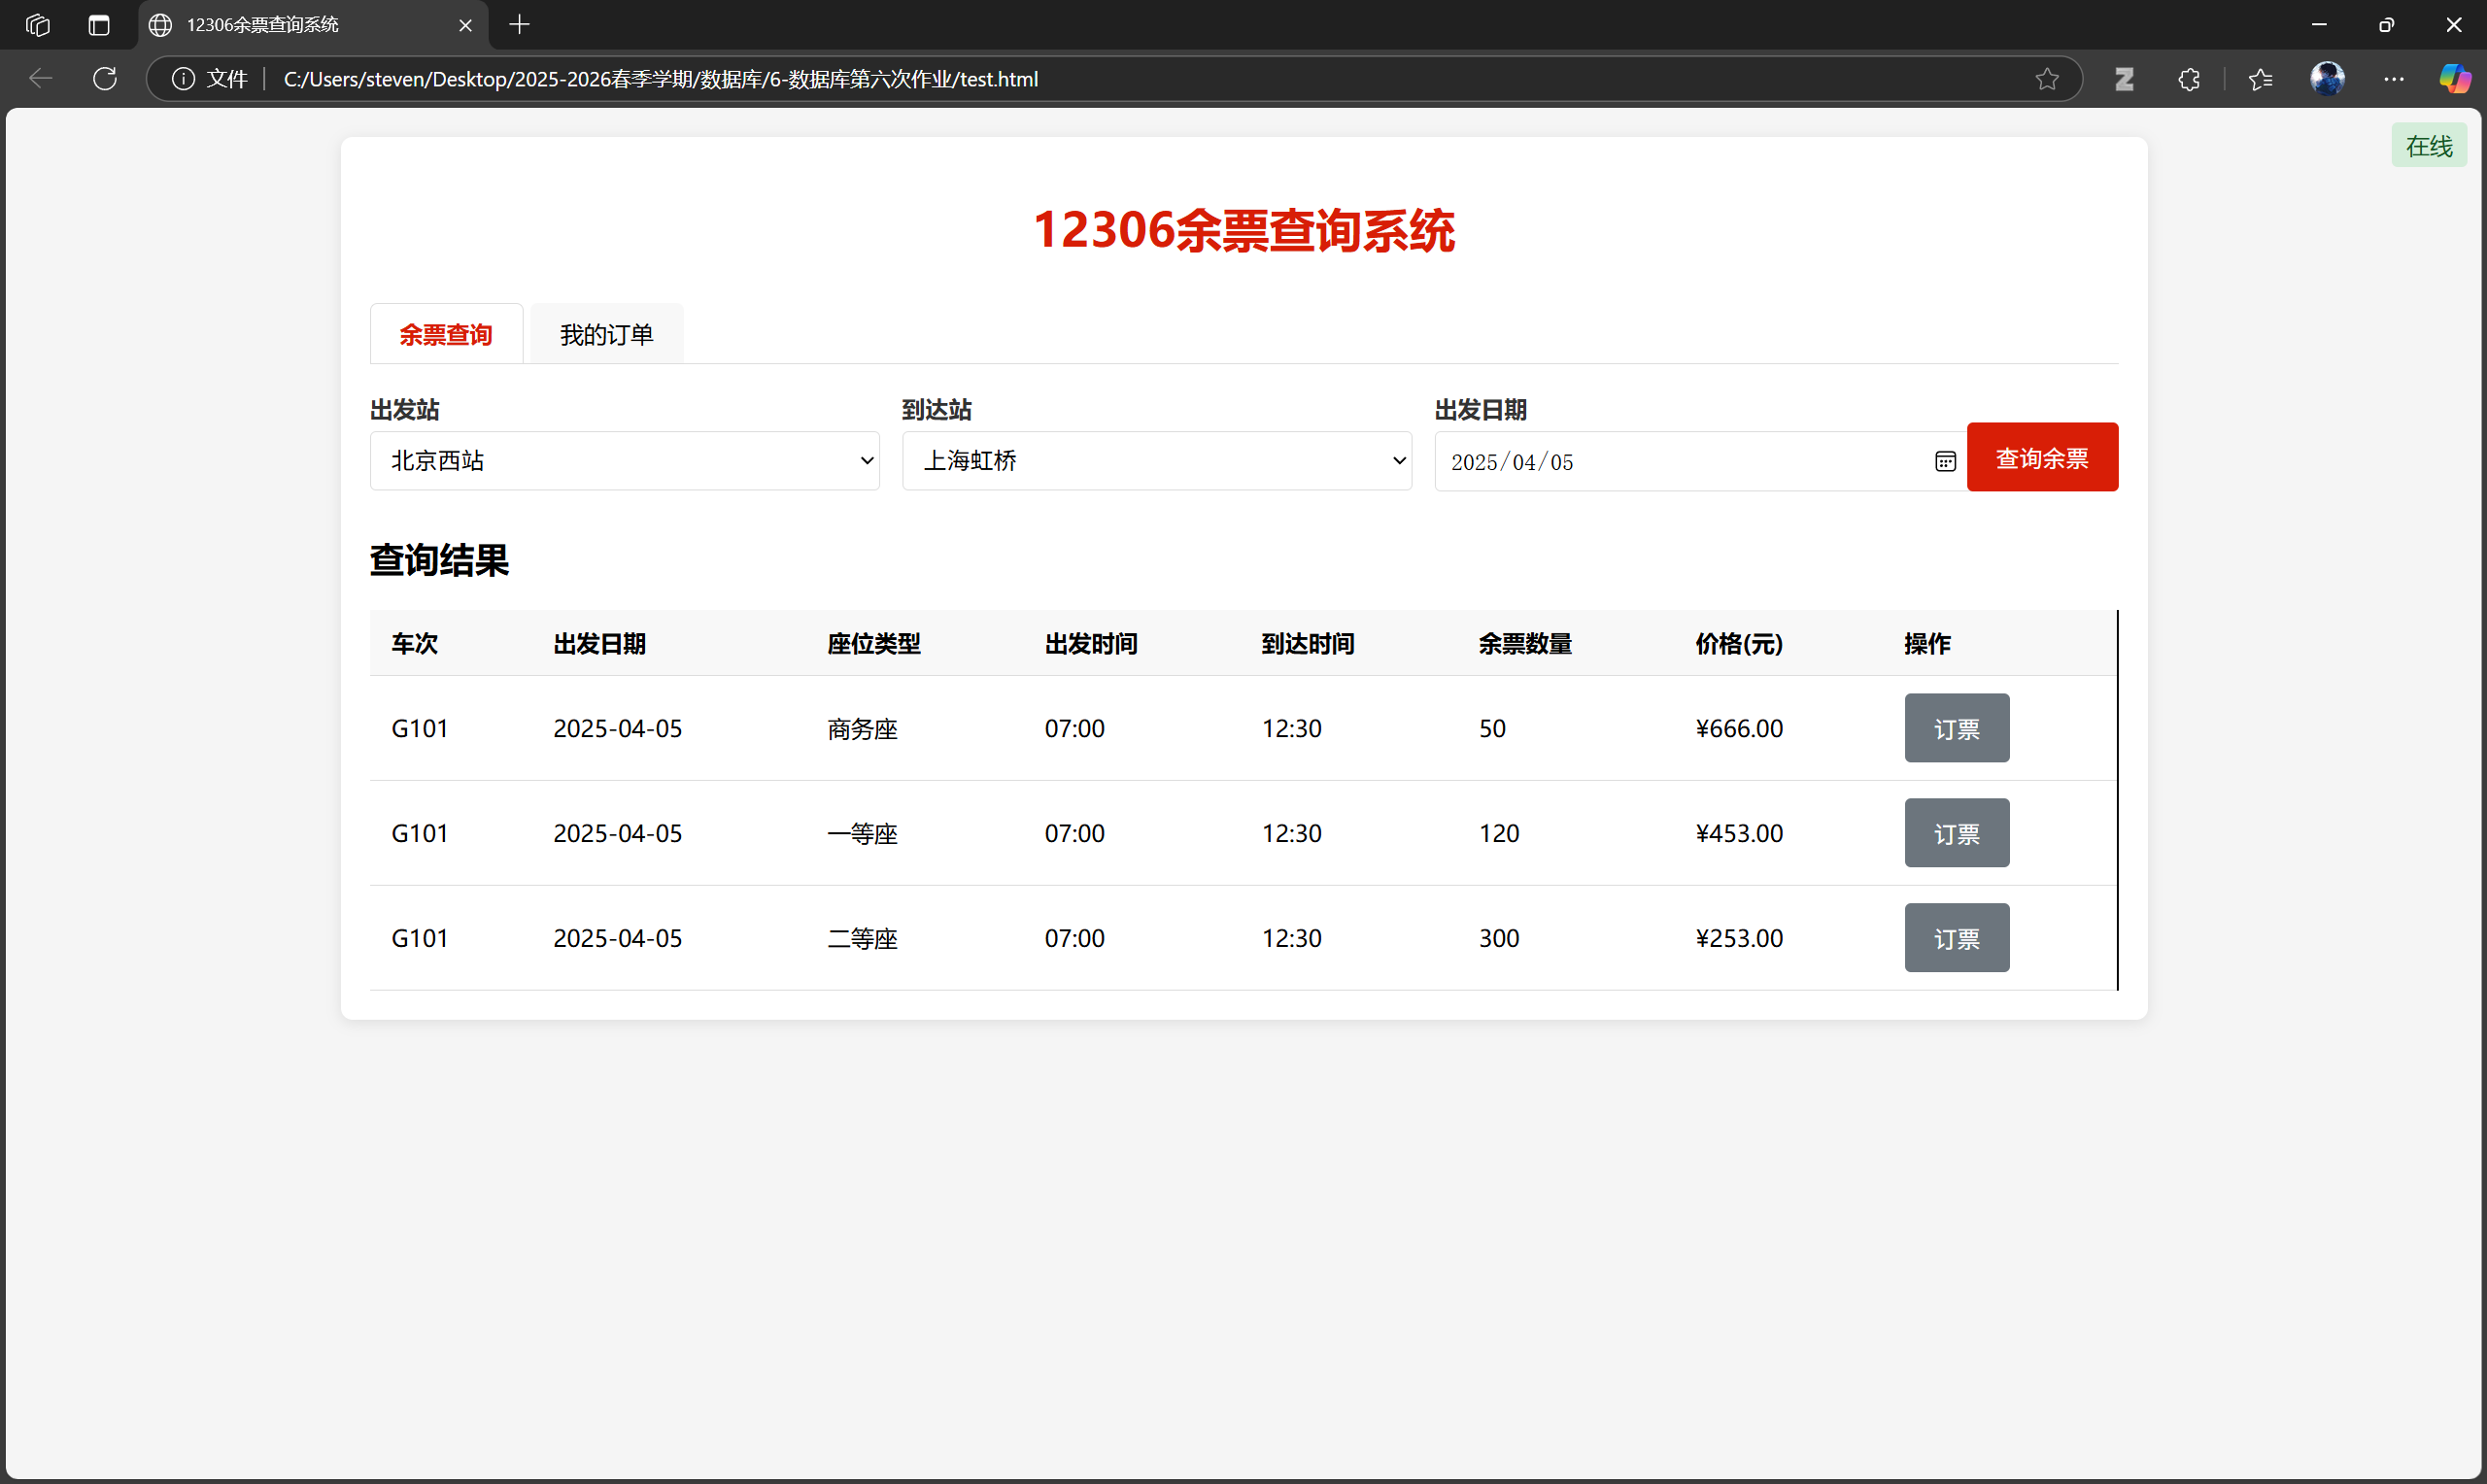 12306余票查询系统
文件 C:/Users/steven/Desktop/2025-2026春季学期/数据库/6-数据库第六次作业/test.html
在线
12306余票查询系统
余票查询 我的订单
出发站 到达站 出发日期
北京西站 上海虹桥 2025/04/05 查询余票
查询结果
车次 出发日期 座位类型 出发时间 到达时间 余票数量 价格(元) 操作
G101 2025-04-05 商务座 07:00 12:30 50 ¥666.00 订票
G101 2025-04-05 一等座 07:00 12:30 120 ¥453.00 订票
G101 2025-04-05 二等座 07:00 12:30 300 ¥253.00 订票